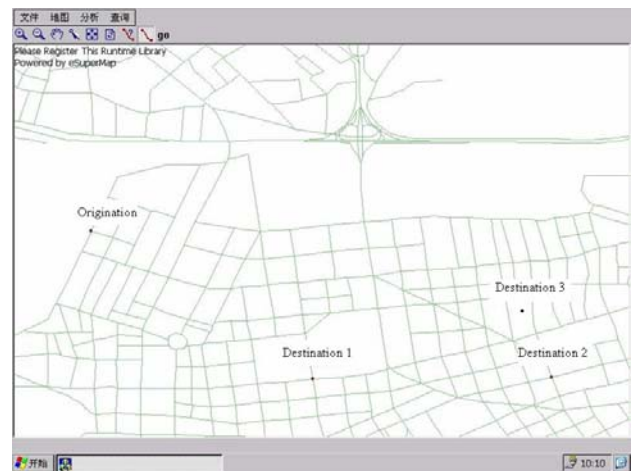 文件 地图 分析 查询
go
Please Register This Runtime Library
Powered by eSuperMap
Origination
Destination 3
Destination 1
Destination 2
开始
10:10